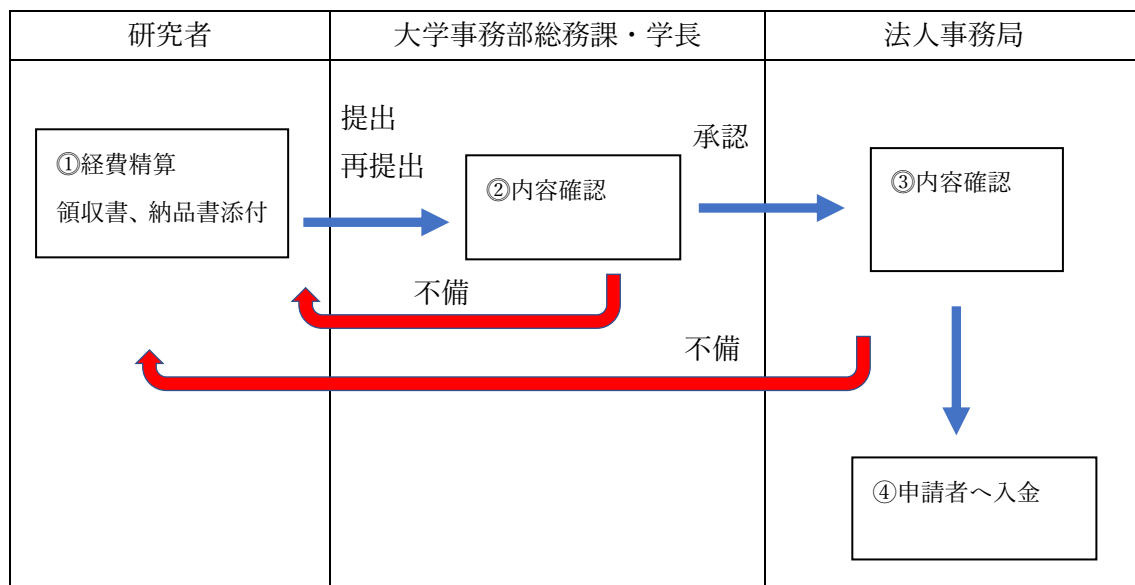 研究者
大学事務部総務課・学長
法人事務局
①経費精算
領収書、納品書添付
提出
再提出
②内容確認
承認
③内容確認
不備
不備
④申請者へ入金